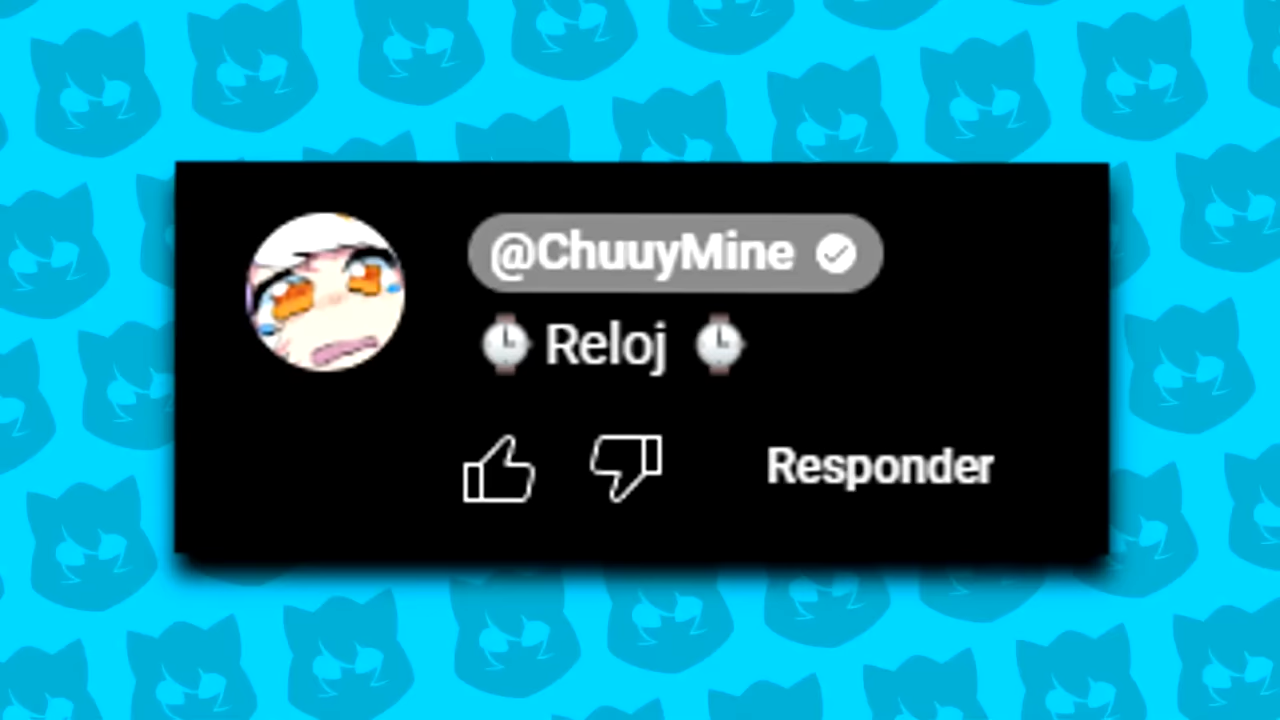 @ChuuyMine
⌚ Reloj ⌚
Responder